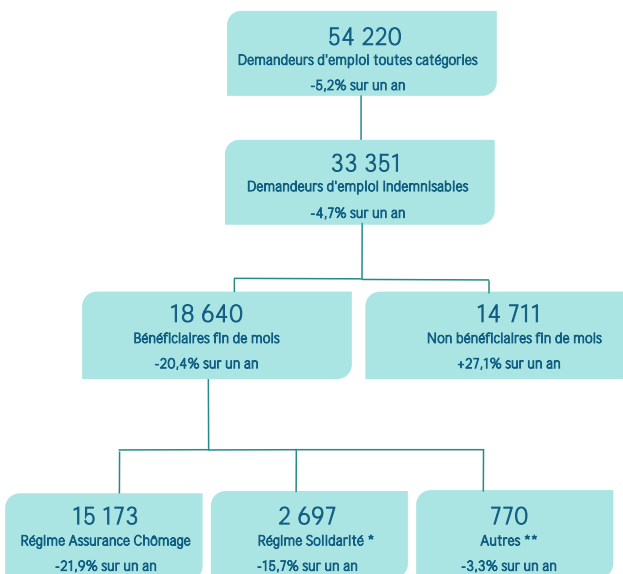 54 220
Demandeurs d'emploi toutes catégories
-5,2% sur un an
33 351
Demandeurs d'emploi indemnisables
-4,7% sur un an
18 640
Bénéficiaires fin de mois
-20,4% sur un an
14 711
Non bénéficiaires fin de mois
+27,1% sur un an
15 173
Régime Assurance Chômage
-21,9% sur un an
2 697
Régime Solidarité *
-15,7% sur un an
770
Autres **
-3,3% sur un an